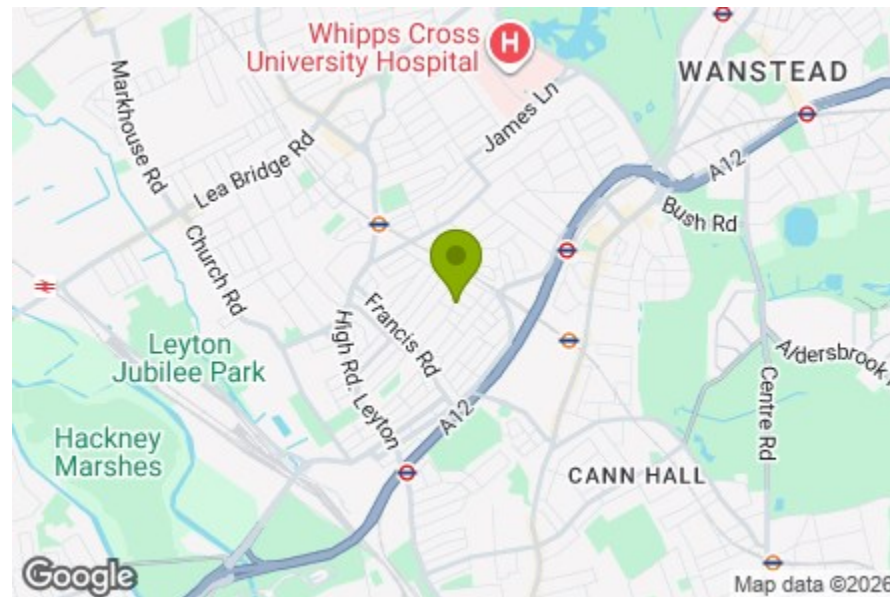 Whipps Cross
University Hospital
H
WANSTEAD
Markhouse Rd
James Ln
Lea Bridge Rd
A12
Bush Rd
Church Rd
Francis Rd
High Rd. Leyton
Leyton
Jubilee Park
Aldersbrook
Centre Rd
A12
Hackney
Marshes
CANN HALL
Google
Map data ©2026